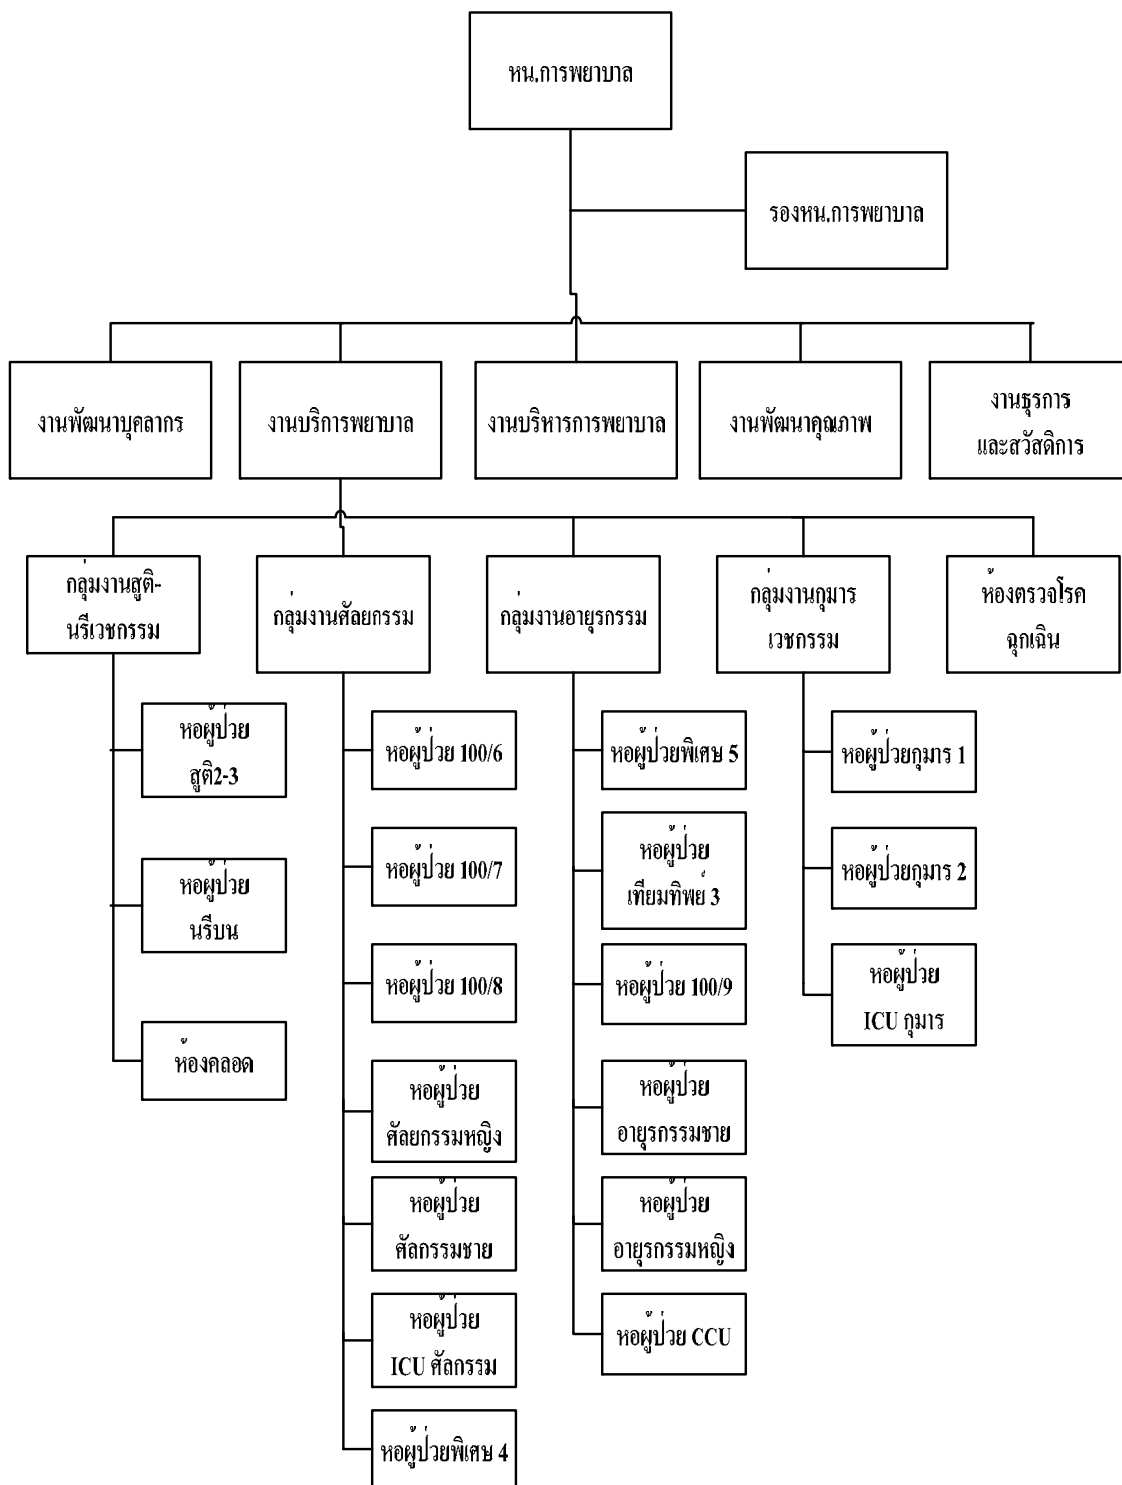 หน.การพยาบาล
รองหน.การพยาบาล
งานพัฒนาบุคลากร
งานบริการพยาบาล
งานบริหารการพยาบาล
งานพัฒนาคุณภาพ
งานธุรการ
และสวัสดิการ
กลุ่มงานสูติ-
นรีเวชกรรม
กลุ่มงานศัลยกรรม
กลุ่มงานอายุรกรรม
กลุ่มงานกุมาร
เวชกรรม
ห้องตรวจโรค
ฉุกเฉิน
หอผู้ป่วย
สูติ2-3
หอผู้ป่วย
นรีบน
ห้องคลอด
หอผู้ป่วย 100/6
หอผู้ป่วย 100/7
หอผู้ป่วย 100/8
หอผู้ป่วย
ศัลยกรรมหญิง
หอผู้ป่วย
ศัลกรรมชาย
หอผู้ป่วย
ICU ศัลกรรม
หอผู้ป่วยพิเศษ 4
หอผู้ป่วยพิเศษ 5
หอผู้ป่วย
เทียมทิพย์ 3
หอผู้ป่วย 100/9
หอผู้ป่วย
อายุรกรรมชาย
หอผู้ป่วย
อายุรกรรมหญิง
หอผู้ป่วย CCU
หอผู้ป่วยกุมาร 1
หอผู้ป่วยกุมาร 2
หอผู้ป่วย
ICU กุมาร